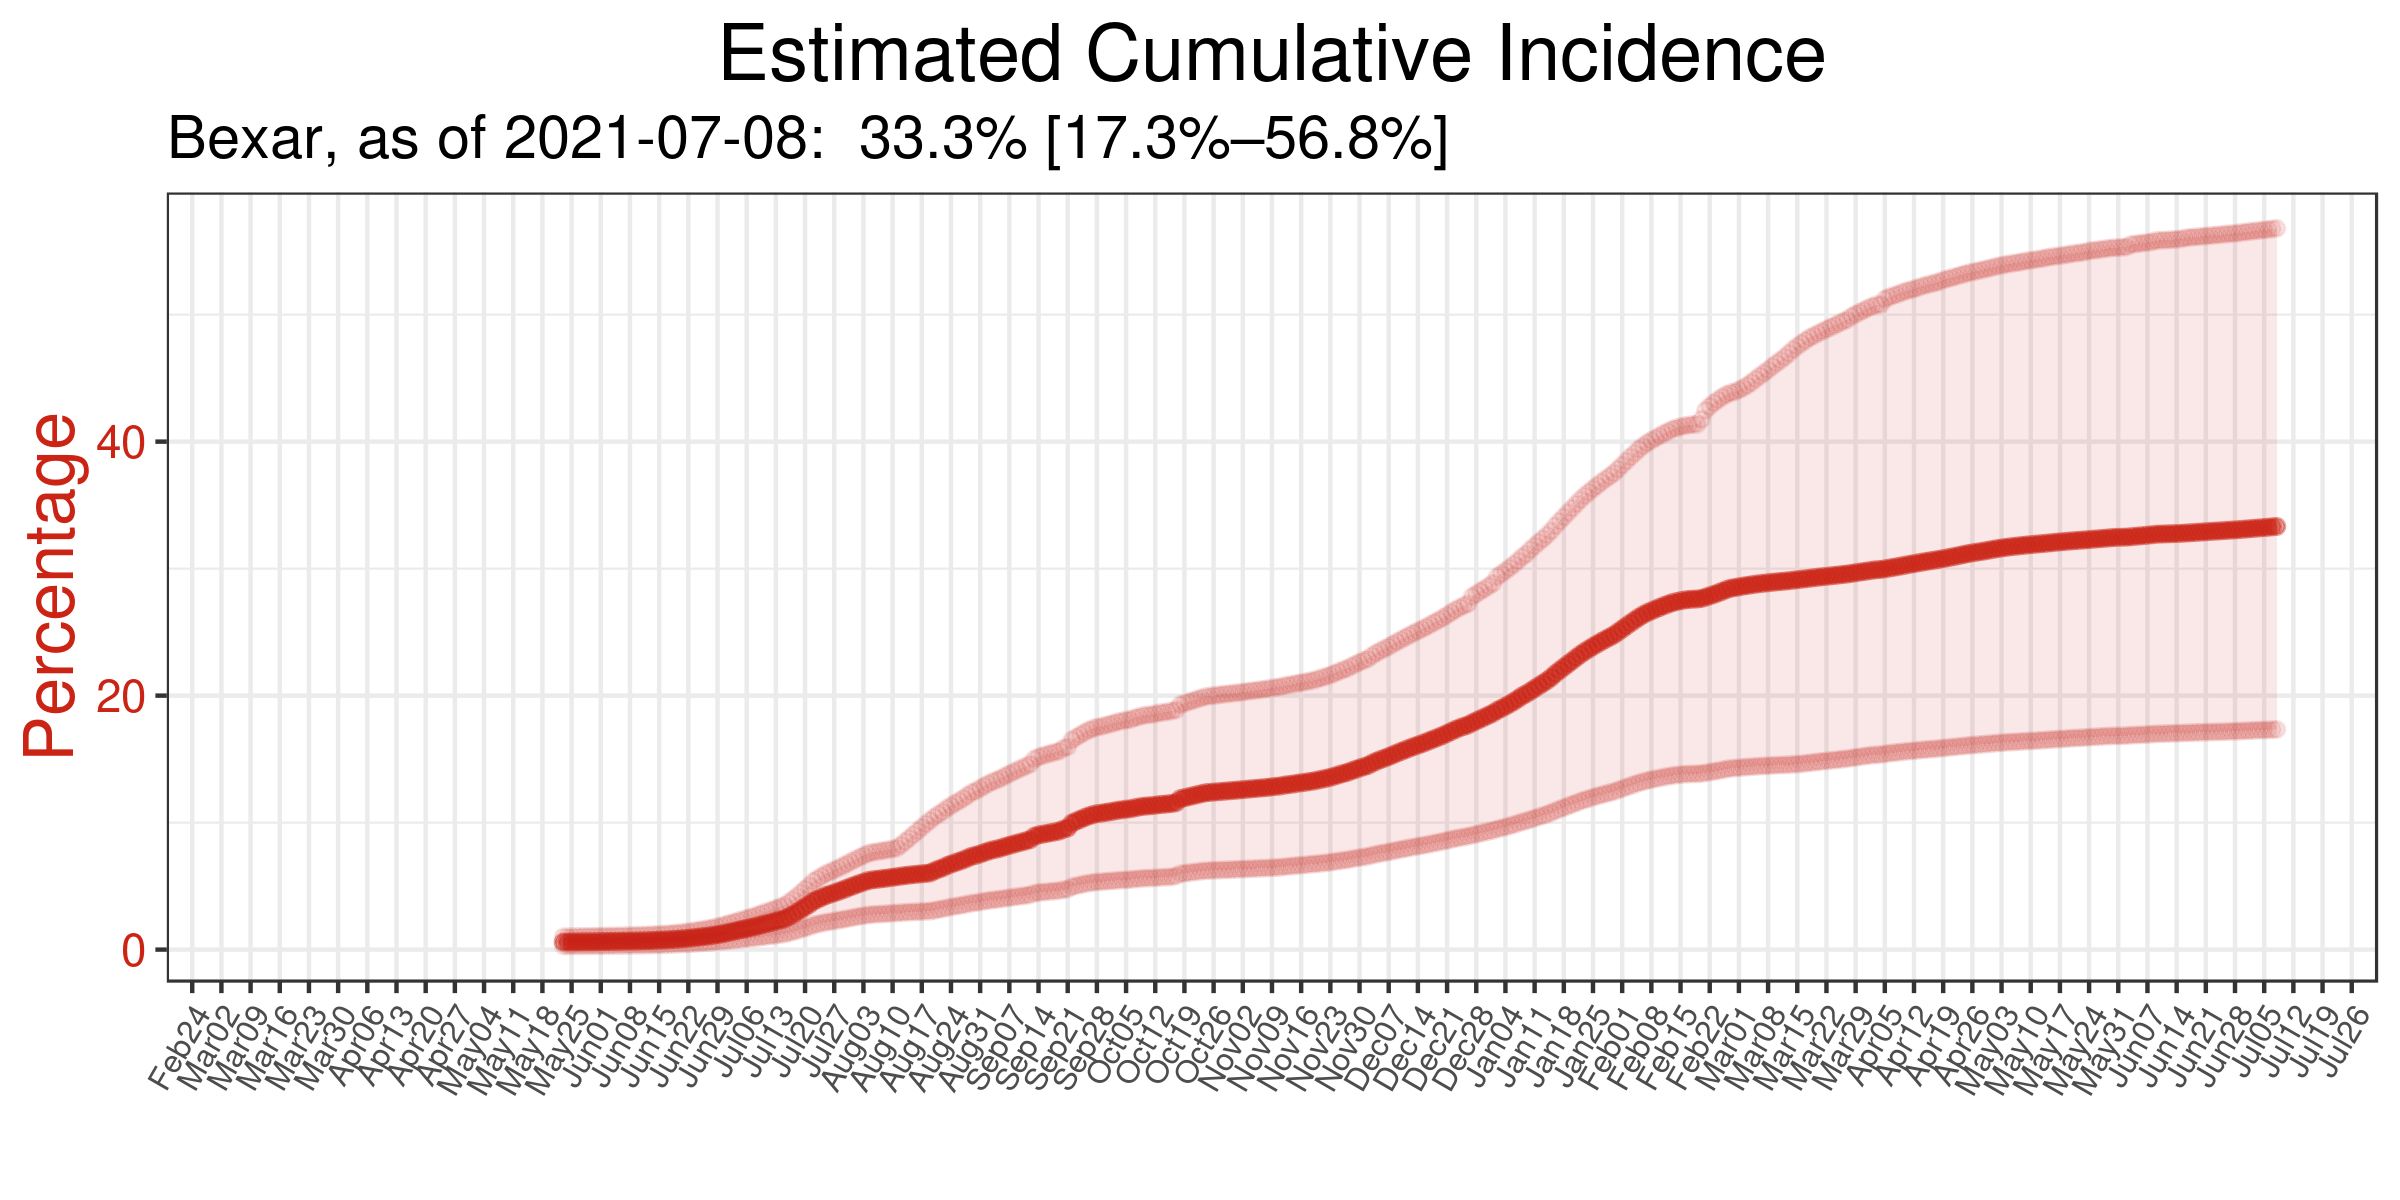 Estimated Cumulative Incidence
Bexar, as of 2021-07-08:  33.3% [17.3%–56.8%]
Percentage
40
20
0
Feb24
Mar02
Mar09
Mar16
Mar23
Mar30
Apr06
Apr13
Apr20
Apr27
May04
May11
May18
May25
Jun01
Jun08
Jun15
Jun22
Jun29
Jul06
Jul13
Jul20
Jul27
Aug03
Aug10
Aug17
Aug24
Aug31
Sep07
Sep14
Sep21
Sep28
Oct05
Oct12
Oct19
Oct26
Nov02
Nov09
Nov16
Nov23
Nov30
Dec07
Dec14
Dec21
Dec28
Jan04
Jan11
Jan18
Jan25
Feb01
Feb08
Feb15
Feb22
Mar01
Mar08
Mar15
Mar22
Mar29
Apr05
Apr12
Apr19
Apr26
May03
May10
May17
May24
May31
Jun07
Jun14
Jun21
Jun28
Jul05
Jul12
Jul19
Jul26